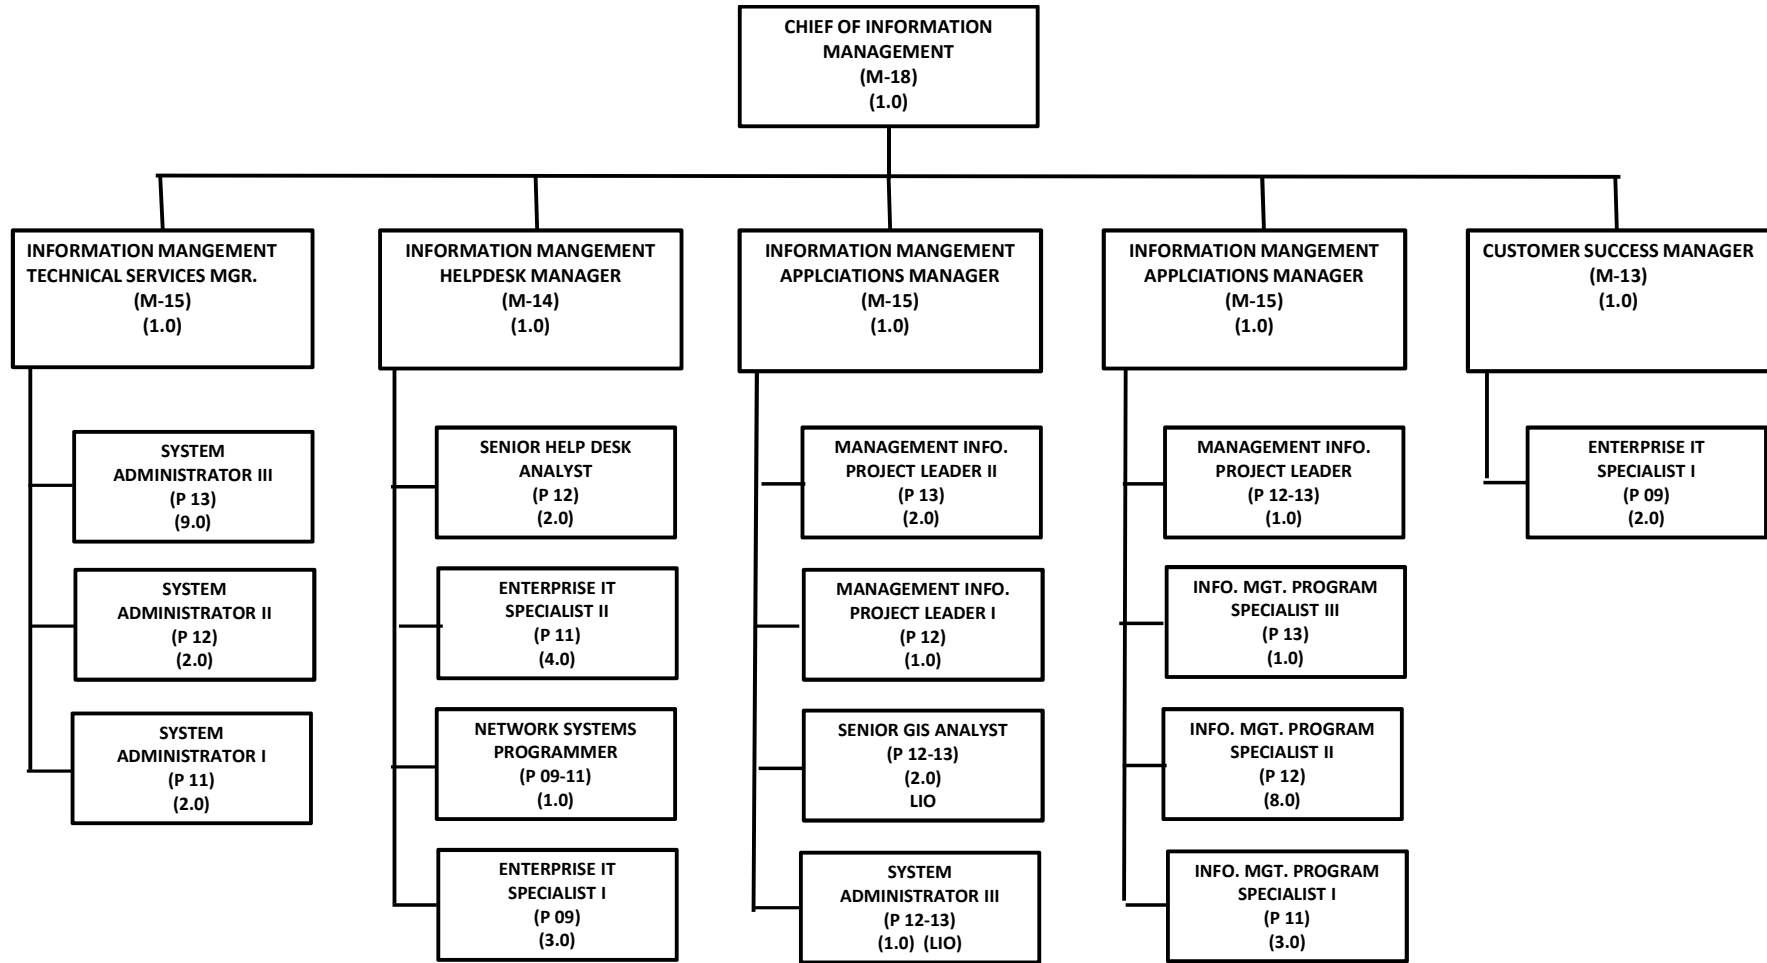 CHIEF OF INFORMATION
MANAGEMENT
(M-18)
(1.0)
INFORMATION MANGEMENT
TECHNICAL SERVICES MGR.
(M-15)
(1.0)
INFORMATION MANGEMENT
HELPDESK MANAGER
(M-14)
(1.0)
INFORMATION MANGEMENT
APPLCIATIONS MANAGER
(M-15)
(1.0)
INFORMATION MANGEMENT
APPLCIATIONS MANAGER
(M-15)
(1.0)
CUSTOMER SUCCESS MANAGER
(M-13)
(1.0)
SYSTEM
ADMINISTRATOR III
(P 13)
(9.0)
SYSTEM
ADMINISTRATOR II
(P 12)
(2.0)
SYSTEM
ADMINISTRATOR I
(P 11)
(2.0)
SENIOR HELP DESK
ANALYST
(P 12)
(2.0)
ENTERPRISE IT
SPECIALIST II
(P 11)
(4.0)
NETWORK SYSTEMS
PROGRAMMER
(P 09-11)
(1.0)
ENTERPRISE IT
SPECIALIST I
(P 09)
(3.0)
MANAGEMENT INFO.
PROJECT LEADER II
(P 13)
(2.0)
MANAGEMENT INFO.
PROJECT LEADER I
(P 12)
(1.0)
SENIOR GIS ANALYST
(P 12-13)
(2.0)
LIO
SYSTEM
ADMINISTRATOR III
(P 12-13)
(1.0) (LIO)
MANAGEMENT INFO.
PROJECT LEADER
(P 12-13)
(1.0)
INFO. MGT. PROGRAM
SPECIALIST III
(P 13)
(1.0)
INFO. MGT. PROGRAM
SPECIALIST II
(P 12)
(8.0)
INFO. MGT. PROGRAM
SPECIALIST I
(P 11)
(3.0)
ENTERPRISE IT
SPECIALIST I
(P 09)
(2.0)